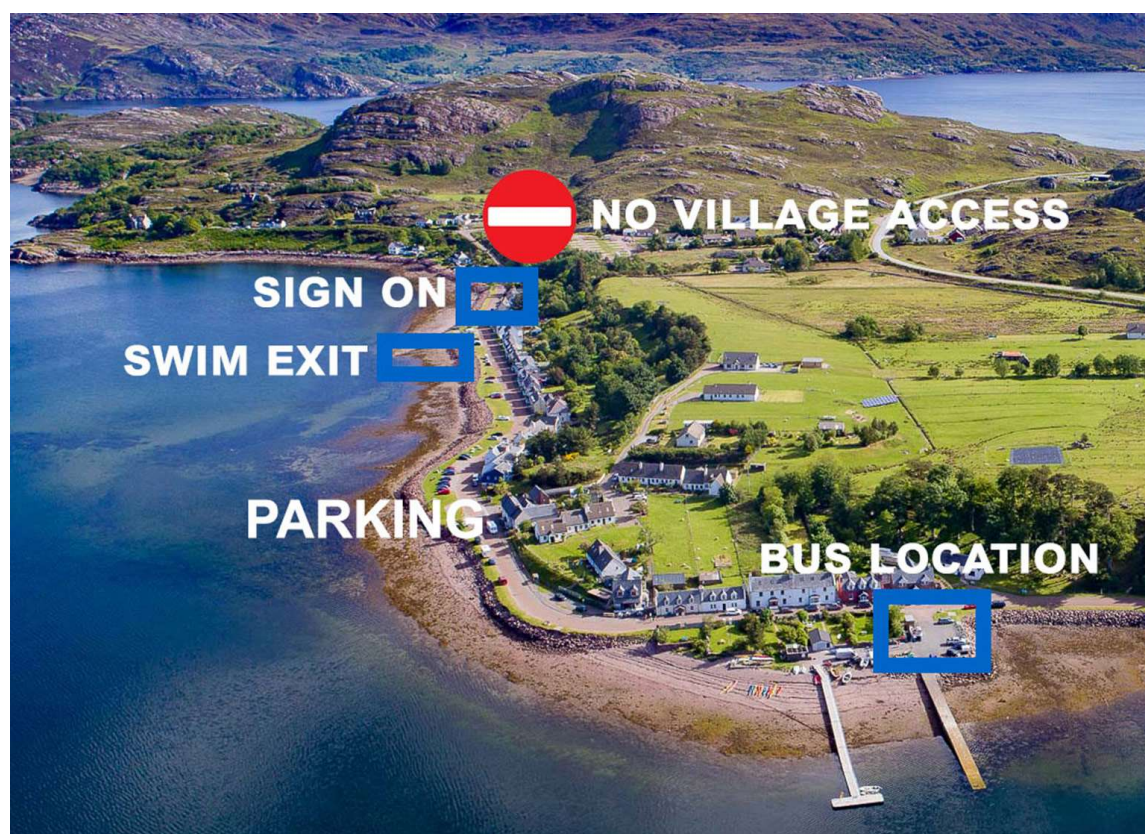 NO VILLAGE ACCESS
SIGN ON
SWIM EXIT
PARKING
BUS LOCATION